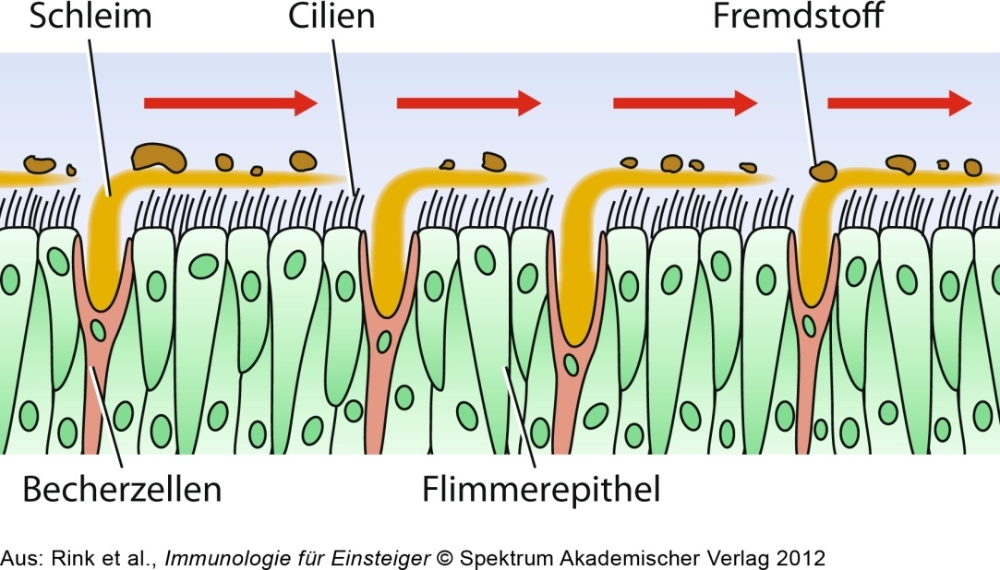 Schleim Cilien Fremdstoff
Becherzellen Flimmerepithel
Aus: Rink et al., Immunologie für Einsteiger © Spektrum Akademischer Verlag 2012